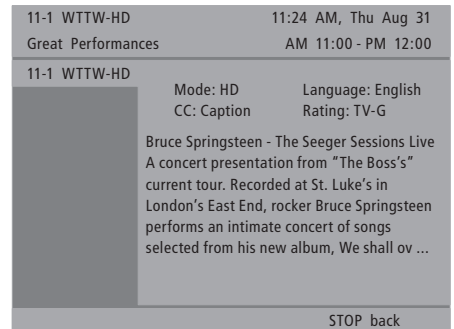 11-1 WTTW-HD 11:24 AM, Thu Aug 31
Great Performances AM 11:00 - PM 12:00
11-1 WTTW-HD
Mode: HD Language: English
CC: Caption Rating: TV-G
Bruce Springsteen - The Seeger Sessions Live
A concert presentation from “The Boss’s”
current tour. Recorded at St. Luke’s in
London’s East End, rocker Bruce Springsteen
performs an intimate concert of songs
selected from his new album, We shall ov ...
STOP back